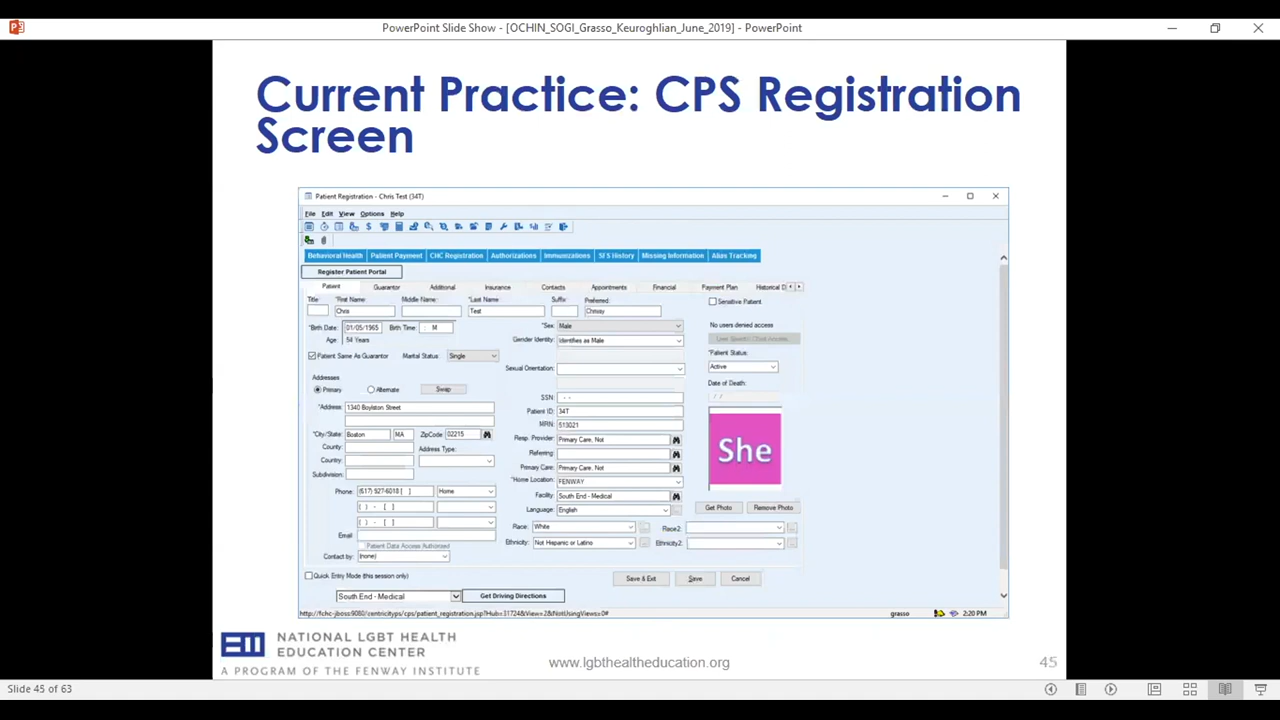 PowerPoint Slide Show - [OCHIN_SOGI_Grasso_Keuroghlian_June_2019] - PowerPoint
Current Practice: CPS Registration
Screen
Patient Registration - Chris Test (34T)
File Edit View Options Help
Behavioral Health Patient Payment CHC Registration Authorizations Immunizations SFS History Missing Information Alias Tracking
Register Patient Portal
Patient Guarantor Additional Insurance Contacts Appointments Financial Payment Plan Historical D
Title *First Name: Middle Name: *Last Name Suffix Preferred: Sensitive Patient
Chris Test Chrissy
*Birth Date: 01/05/1965 Birth Time: : M *Sex: Male No users denied access
Age: 54 Years Gender Identity: Identifies as Male
Patient Same As Guarantor Marital Status: Single *Patient Status:
Sexual Orientation: Active
Addresses Date of Death:
Primary Alternate Swap / /
SSN: - -
*Address: 1340 Boylston Street Patient ID: 34T
MRN: 513021
*City/State: Boston MA ZipCode: 02215 Resp. Provider: Primary Care, Not
County: Address Type: Referring:
Country: Primary Care: Primary Care, Not
She
Subdivision: *Home Location: FENWAY
Phone: (617) 927-6018 [ ] Home Facility: South End - Medical
( ) - [ ] Language: English Get Photo Remove Photo
( ) - [ ] Race: White Race2:
Email Ethnicity: Not Hispanic or Latino Ethnicity2:
Patient Data Access Authorized
Contact by: (none)
Quick Entry Mode (this session only) Save & Exit Save Cancel
South End - Medical Get Driving Directions
grasso 2:20 PM
NATIONAL LGBT HEALTH
EDUCATION CENTER
A PROGRAM OF THE FENWAY INSTITUTE
www.lgbthealtheducation.org
45
Slide 45 of 63